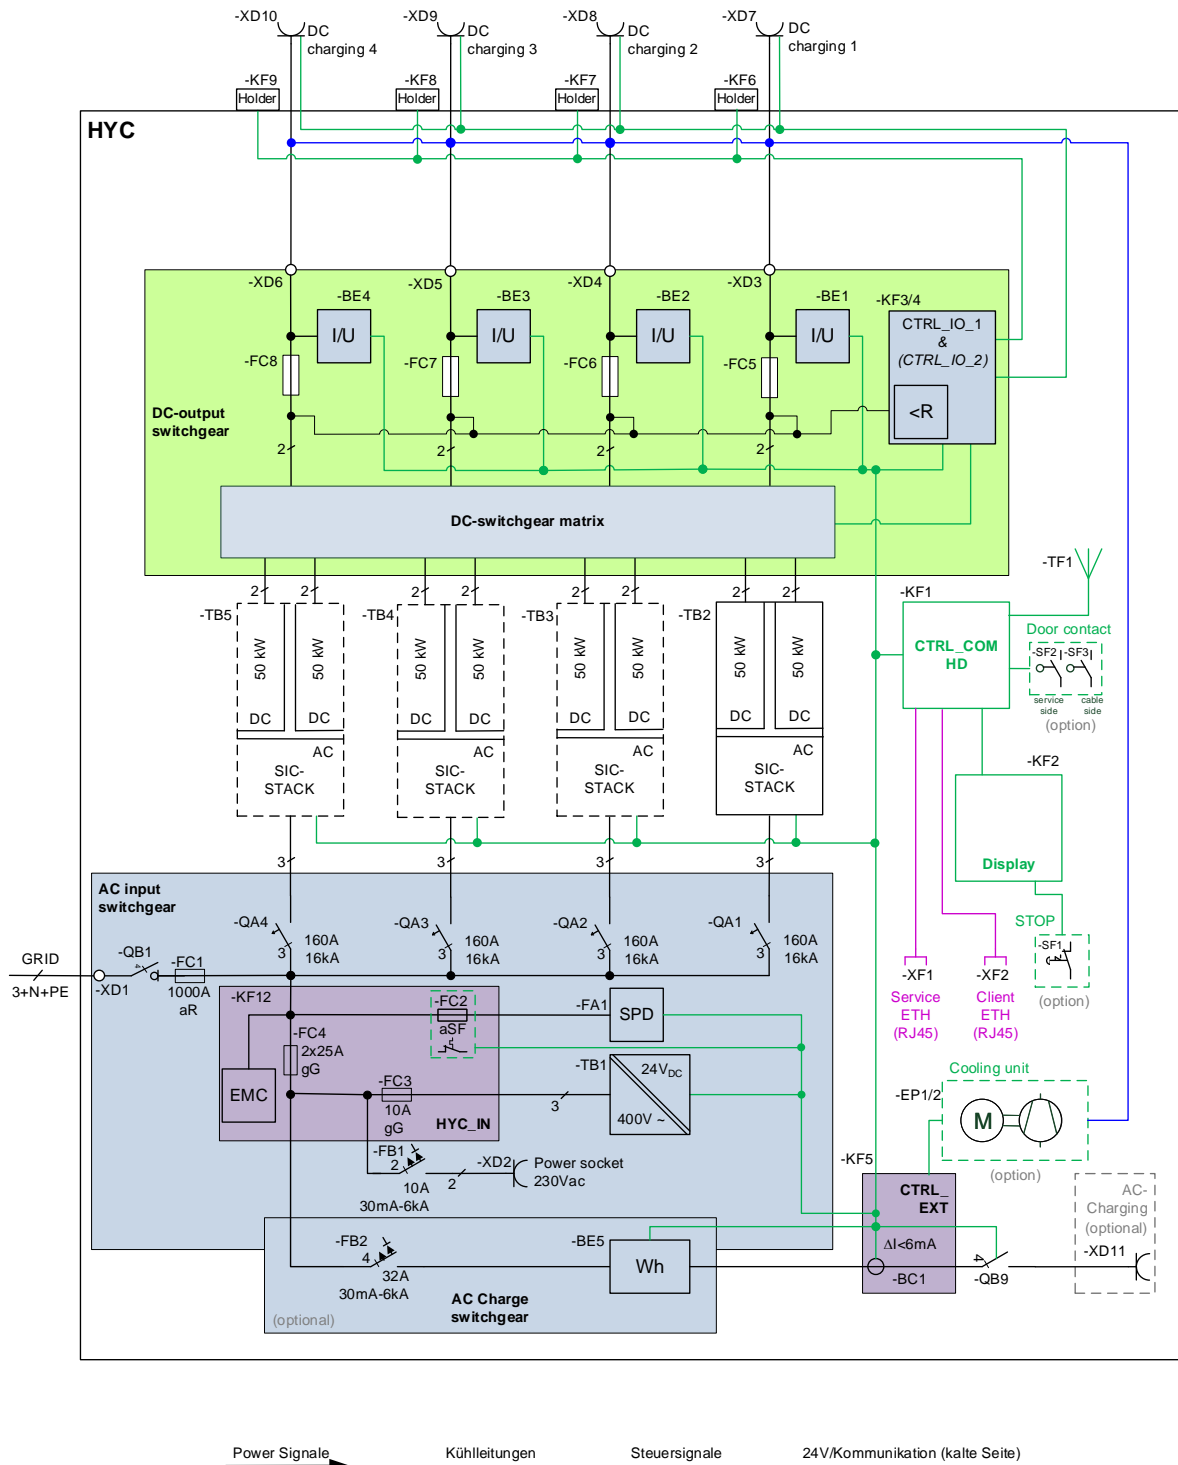 -XD10
DC
charging 4
-XD9
DC
charging 3
-XD8
DC
charging 2
-XD7
DC
charging 1
-KF9
Holder
-KF8
Holder
-KF7
Holder
-KF6
Holder
HYC
-XD6
-XD5
-XD4
-XD3
-BE4
-BE3
-BE2
-BE1
-KF3/4
I/U
I/U
I/U
I/U
CTRL_IO_1
&
(CTRL_IO_2)
-FC8
-FC7
-FC6
-FC5
<R
DC-output
switchgear
2
2
2
2
DC-switchgear matrix
-TF1
2
2
2
2
2
2
2
2
-TB5
-TB4
-TB3
-TB2
-KF1
50 kW
50 kW
50 kW
50 kW
50 kW
50 kW
50 kW
50 kW
CTRL_COM
HD
Door contact
-SF2
-SF3
service
side
cable
side
(option)
DC
DC
DC
DC
DC
DC
DC
DC
AC
AC
AC
AC
SIC-
STACK
SIC-
STACK
SIC-
STACK
SIC-
STACK
-KF2
Display
3
3
3
3
AC input
switchgear
-QA4
3
160A
16kA
-QA3
3
160A
16kA
-QA2
3
160A
16kA
-QA1
3
160A
16kA
STOP
-SF1
(option)
GRID
3+N+PE
-XD1
-QB1
4
-FC1
1000A
aR
-XF1
Service
ETH
(RJ45)
-XF2
Client
ETH
(RJ45)
-KF12
-FC2
aSF
-FA1
SPD
-FC4
2x25A
gG
EMC
-FC3
10A
gG
HYC_IN
3
-TB1
24VDC
400V ~
Cooling unit
-EP1/2
M
(option)
-FB1
2
10A
30mA-6kA
2
-XD2
Power socket
230Vac
-KF5
CTRL_
EXT
ΔI<6mA
-BC1
AC-
Charging
(optional)
-XD11
-FB2
4
32A
30mA-6kA
-BE5
Wh
4
-QB9
AC Charge
switchgear
(optional)
Power Signale
Kühlleitungen
Steuersignale
24V/Kommunikation (kalte Seite)